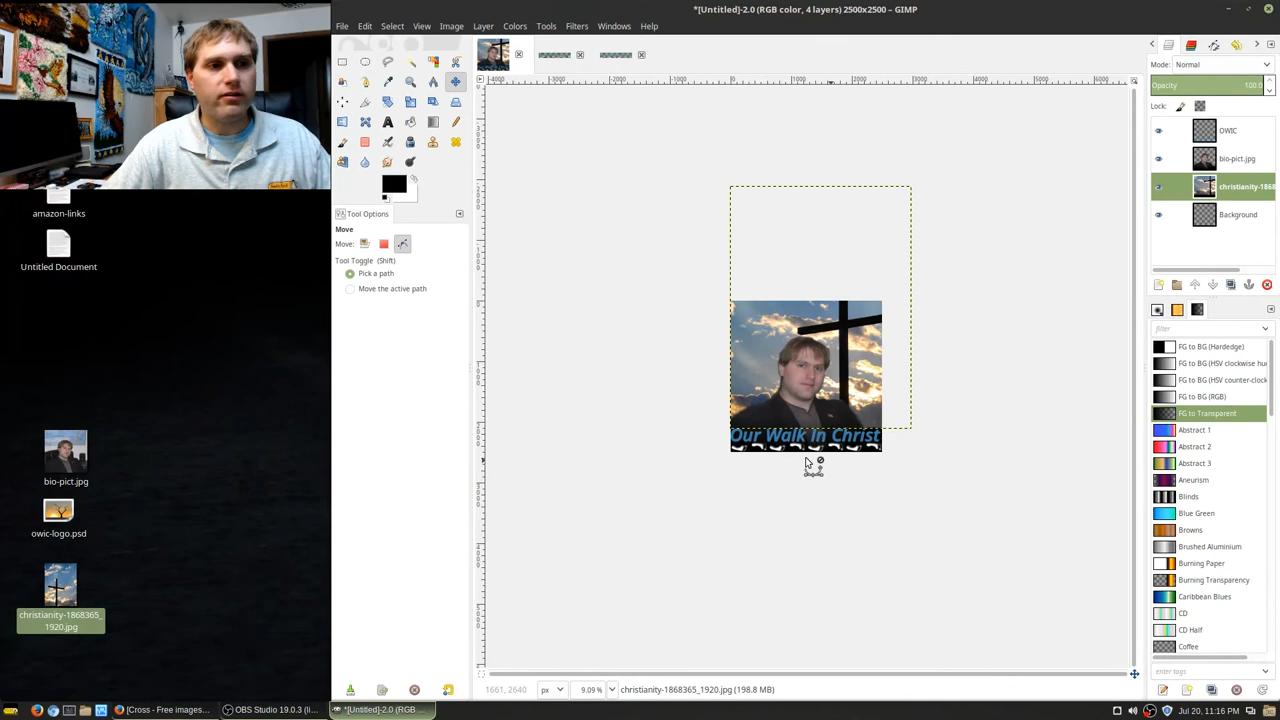 *[Untitled]-2.0 (RGB color, 4 layers) 2500x2500 – GIMP
File Edit Select View Image Layer Colors Tools Filters Windows Help
Mode: Normal
Opacity 100.0
Lock:
OWIC
bio-pict.jpg
christianity-1868
Background
Tool Options
Move
Move:
Tool Toggle (Shift)
Pick a path
Move the active path
amazon-links
Untitled Document
bio-pict.jpg
owic-logo.psd
christianity-1868365_
1920.jpg
Our Walk In Christ
filter
FG to BG (Hardedge)
FG to BG (HSV clockwise hu
FG to BG (HSV counter-clock
FG to BG (RGB)
FG to Transparent
Abstract 1
Abstract 2
Abstract 3
Aneurism
Blinds
Blue Green
Browns
Brushed Aluminium
Burning Paper
Burning Transparency
Caribbean Blues
CD
CD Half
Coffee
enter tags
1661, 2640 px 9.09 % christianity-1868365_1920.jpg (198.8 MB)
[Cross - Free images... OBS Studio 19.0.3 (li... *[Untitled]-2.0 (RGB ... Jul 20, 11:16 PM